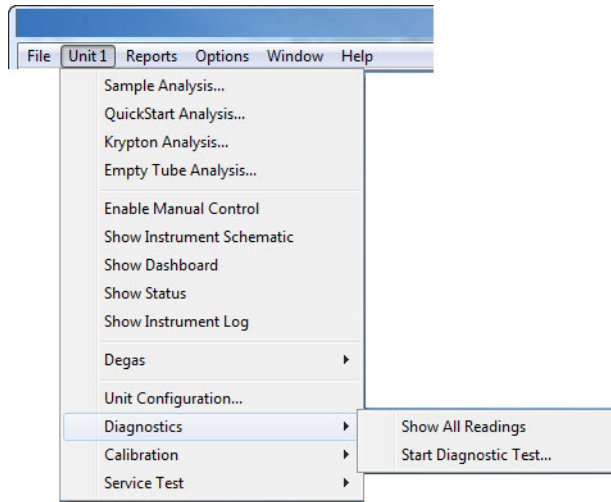 File Unit 1 Reports Options Window Help
Sample Analysis...
QuickStart Analysis...
Krypton Analysis...
Empty Tube Analysis...
Enable Manual Control
Show Instrument Schematic
Show Dashboard
Show Status
Show Instrument Log
Degas
Unit Configuration...
Diagnostics
Show All Readings
Calibration
Start Diagnostic Test...
Service Test